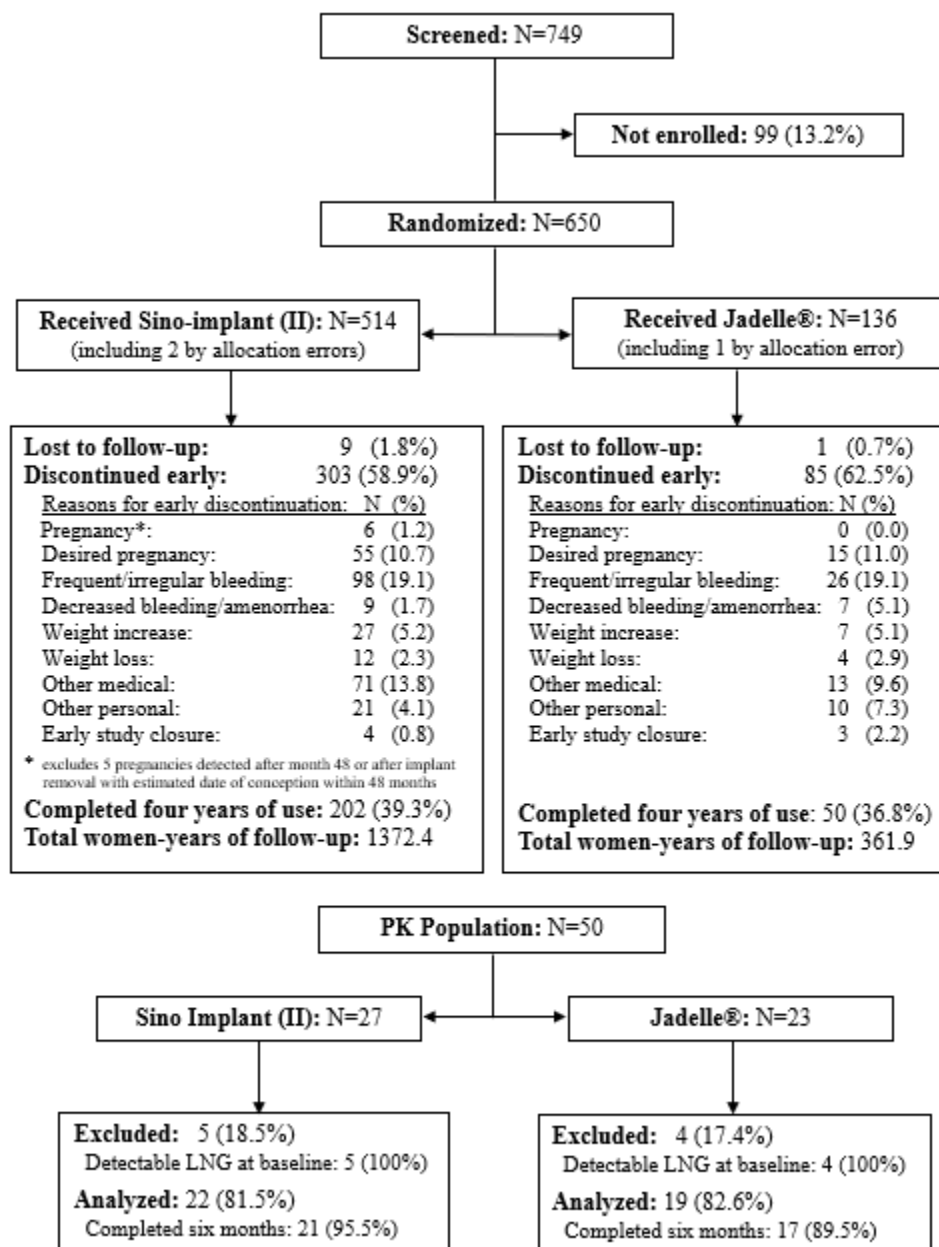 Screened: N=749
Not enrolled: 99 (13.2%)
Randomized: N=650
Received Sino-implant (II): N=514
(including 2 by allocation errors)
Received Jadelle®: N=136
(including 1 by allocation error)
Lost to follow-up: 9 (1.8%)
Discontinued early: 303 (58.9%)
Reasons for early discontinuation: N (%)
Pregnancy*: 6 (1.2)
Desired pregnancy: 55 (10.7)
Frequent/irregular bleeding: 98 (19.1)
Decreased bleeding/amenorrhea: 9 (1.7)
Weight increase: 27 (5.2)
Weight loss: 12 (2.3)
Other medical: 71 (13.8)
Other personal: 21 (4.1)
Early study closure: 4 (0.8)
* excludes 5 pregnancies detected after month 48 or after implant
removal with estimated date of conception within 48 months
Completed four years of use: 202 (39.3%)
Total women-years of follow-up: 1372.4
Lost to follow-up: 1 (0.7%)
Discontinued early: 85 (62.5%)
Reasons for early discontinuation: N (%)
Pregnancy: 0 (0.0)
Desired pregnancy: 15 (11.0)
Frequent/irregular bleeding: 26 (19.1)
Decreased bleeding/amenorrhea: 7 (5.1)
Weight increase: 7 (5.1)
Weight loss: 4 (2.9)
Other medical: 13 (9.6)
Other personal: 10 (7.3)
Early study closure: 3 (2.2)
Completed four years of use: 50 (36.8%)
Total women-years of follow-up: 361.9
PK Population: N=50
Sino Implant (II): N=27
Jadelle®: N=23
Excluded: 5 (18.5%)
Detectable LNG at baseline: 5 (100%)
Analyzed: 22 (81.5%)
Completed six months: 21 (95.5%)
Excluded: 4 (17.4%)
Detectable LNG at baseline: 4 (100%)
Analyzed: 19 (82.6%)
Completed six months: 17 (89.5%)